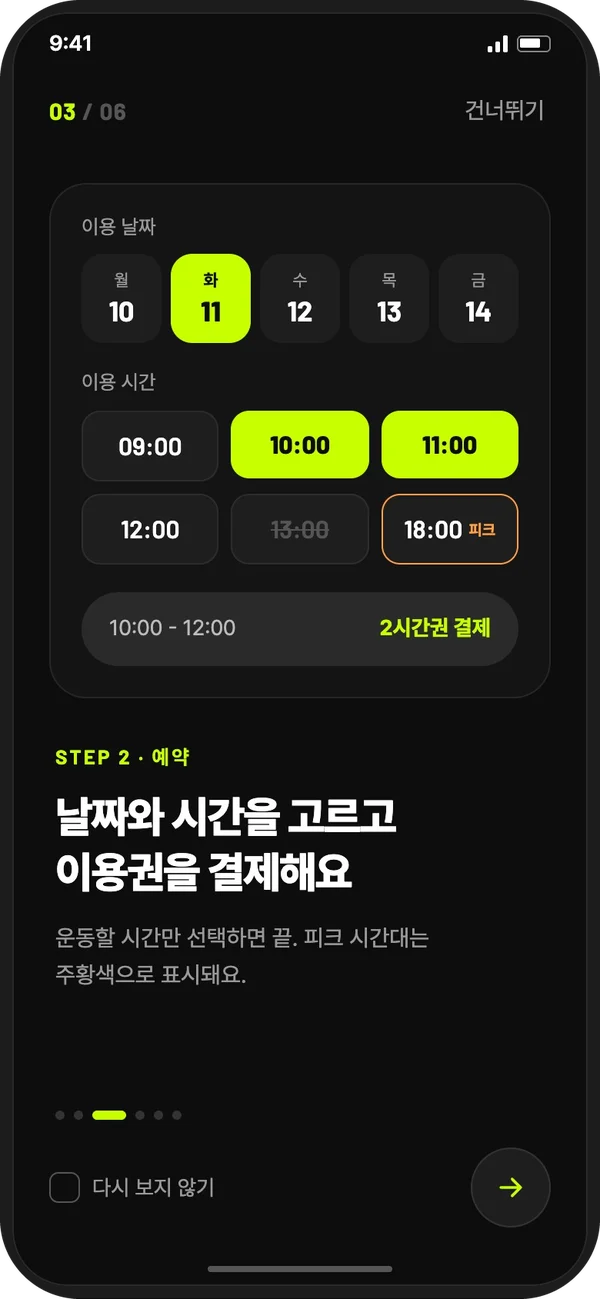 9:41
03 / 06
건너뛰기
이용 날짜
월 화 수 목 금
10 11 12 13 14
이용 시간
09:00 10:00 11:00
12:00 13:00 18:00 피크
10:00 - 12:00 2시간권 결제
STEP 2 · 예약
날짜와 시간을 고르고
이용권을 결제해요
운동할 시간만 선택하면 끝. 피크 시간대는
주황색으로 표시돼요.
다시 보지 않기